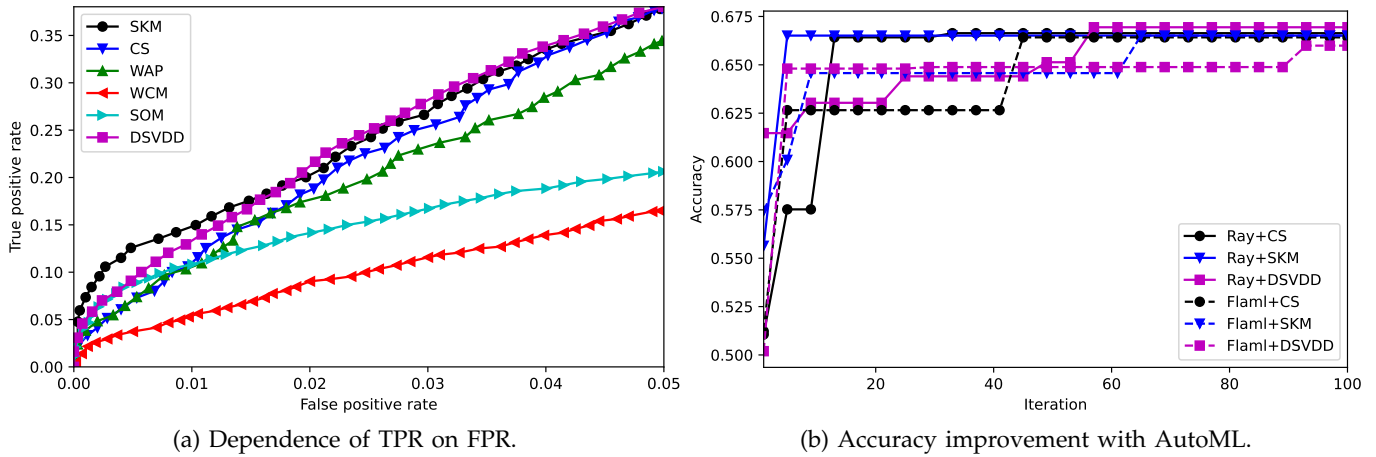 0.35
0.30
0.25
0.20
0.15
0.10
0.05
0.00
True positive rate
SKM
CS
WAP
WCM
SOM
DSVDD
0.00
0.01
0.02
0.03
0.04
0.05
False positive rate
(a) Dependence of TPR on FPR.
0.675
0.650
0.625
0.600
0.575
0.550
0.525
0.500
Accuracy
Ray+CS
Ray+SKM
Ray+DSVDD
Flaml+CS
Flaml+SKM
Flaml+DSVDD
20
40
60
80
100
Iteration
(b) Accuracy improvement with AutoML.